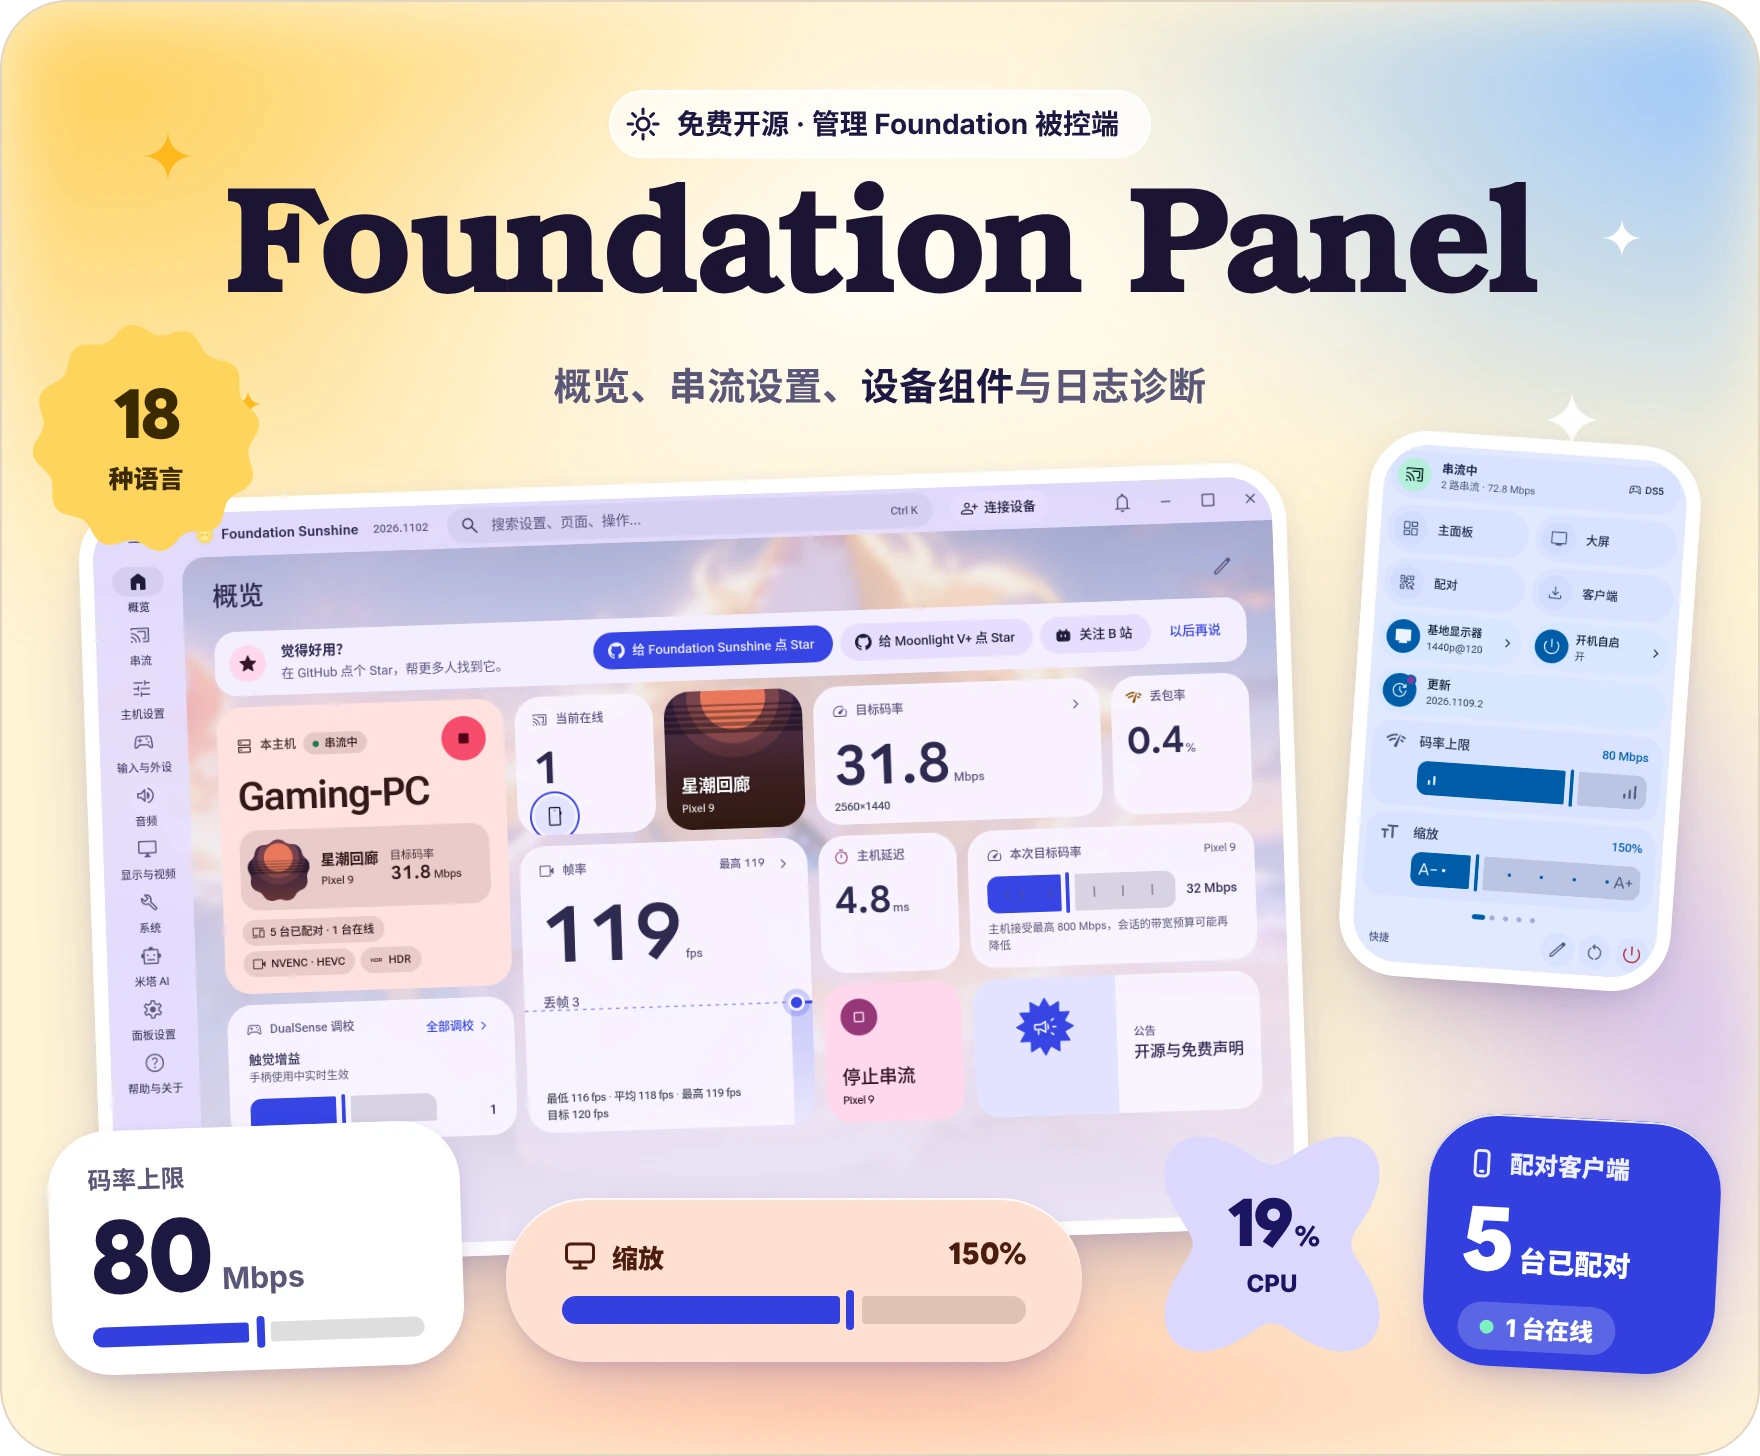 免费开源 · 管理 Foundation 被控端
Foundation Panel
概览、串流设置、设备组件与日志诊断
18
种语言
Foundation Sunshine 2026.1102
搜索设置、页面、操作...
Ctrl K
连接设备
概览
串流
主机设置
输入与外设
音频
显示与视频
系统
米塔 AI
面板设置
帮助与关于
概览
觉得好用?
在 GitHub 点个 Star，帮更多人找到它。
给 Foundation Sunshine 点 Star
给 Moonlight V+ 点 Star
关注 B 站
以后再说
本主机
串流中
Gaming-PC
星潮回廊
Pixel 9
目标码率
31.8 Mbps
5 台已配对 · 1 台在线
NVENC · HEVC
HDR HDR
当前在线
1
星潮回廊
Pixel 9
目标码率
31.8 Mbps
2560×1440
丢包率
0.4 %
帧率
最高 119
119 fps
丢帧 3
最低 116 fps · 平均 118 fps · 最高 119 fps
目标 120 fps
主机延迟
4.8 ms
本次目标码率
Pixel 9
32 Mbps
主机接受最高 800 Mbps，会话的带宽预算可能再
降低
DualSense 调校
全部调校
触觉增益
手柄使用中实时生效
1
停止串流
Pixel 9
公告
开源与免费声明
串流中
2 路串流 · 72.8 Mbps
DS5
主面板
大屏
配对
客户端
基地显示器
1440p@120
开机自启
开
更新
2026.1109.2
码率上限
80 Mbps
TT 缩放
150%
A-
A+
快捷
码率上限
80 Mbps
缩放
150%
19%
CPU
配对客户端
5 台已配对
1 台在线